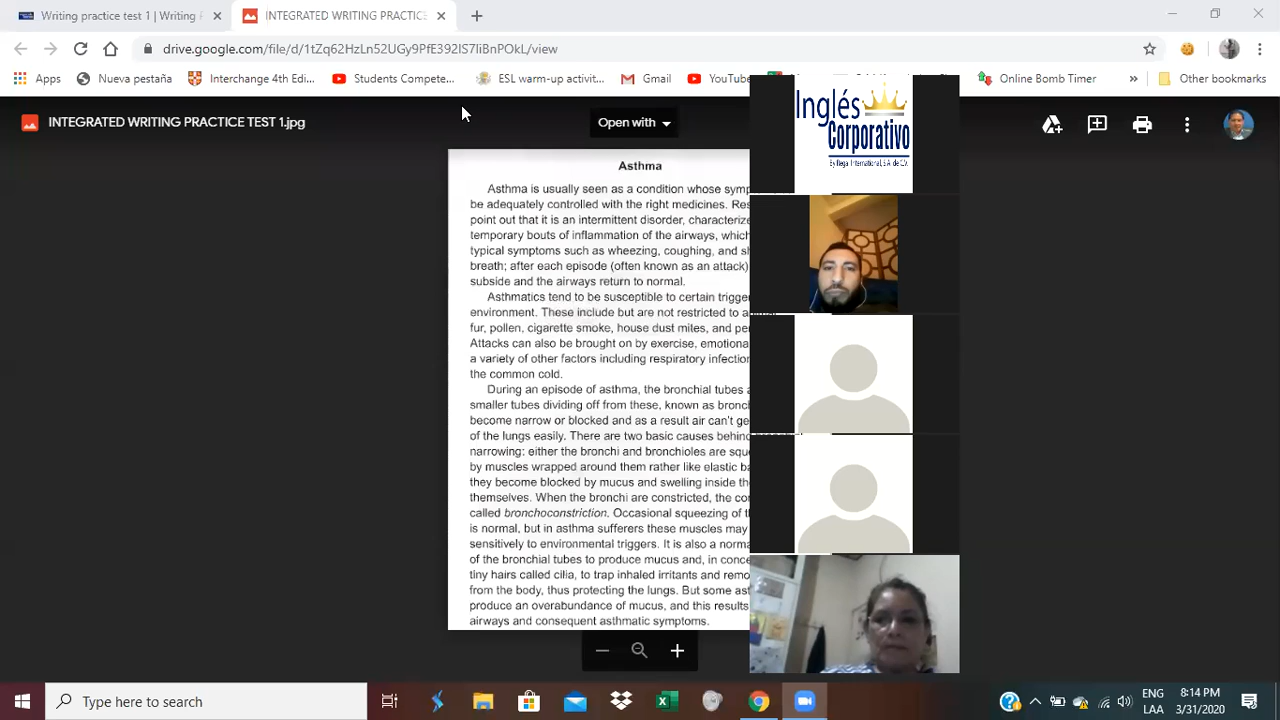 Writing practice test 1 | Writing F
INTEGRATED WRITING PRACTIC
drive.google.com/file/d/1tZq62HzLn52UGy9PfE392IS7IiBnPOkL/view
Apps Nueva pestaña Interchange 4th Edi... Students Compete... ESL warm-up activit... Gmail YouTube Online Bomb Timer » Other bookmarks
INTEGRATED WRITING PRACTICE TEST 1.jpg
Open with
Inglés
Corporativo
By Regal International, S.A. de C.V.
Asthma
Asthma is usually seen as a condition whose symp
be adequately controlled with the right medicines. Res
point out that it is an intermittent disorder, characterize
temporary bouts of inflammation of the airways, which
typical symptoms such as wheezing, coughing, and sh
breath; after each episode (often known as an attack)
subside and the airways return to normal.
Asthmatics tend to be susceptible to certain trigge
environment. These include but are not restricted to a
fur, pollen, cigarette smoke, house dust mites, and pe
Attacks can also be brought on by exercise, emotiona
a variety of other factors including respiratory infection
the common cold.
During an episode of asthma, the bronchial tubes a
smaller tubes dividing off from these, known as bronc
become narrow or blocked and as a result air can't ge
of the lungs easily. There are two basic causes behin
narrowing: either the bronchi and bronchioles are sque
by muscles wrapped around them rather like elastic ba
they become blocked by mucus and swelling inside the
themselves. When the bronchi are constricted, the co
called bronchoconstriction. Occasional squeezing of t
is normal, but in asthma sufferers these muscles may
sensitively to environmental triggers. It is also a norma
of the bronchial tubes to produce mucus and, in conce
tiny hairs called cilia, to trap inhaled irritants and remo
from the body, thus protecting the lungs. But some ast
produce an overabundance of mucus, and this results
airways and consequent asthmatic symptoms.
Type here to search
ENG 8:14 PM
LAA 3/31/2020